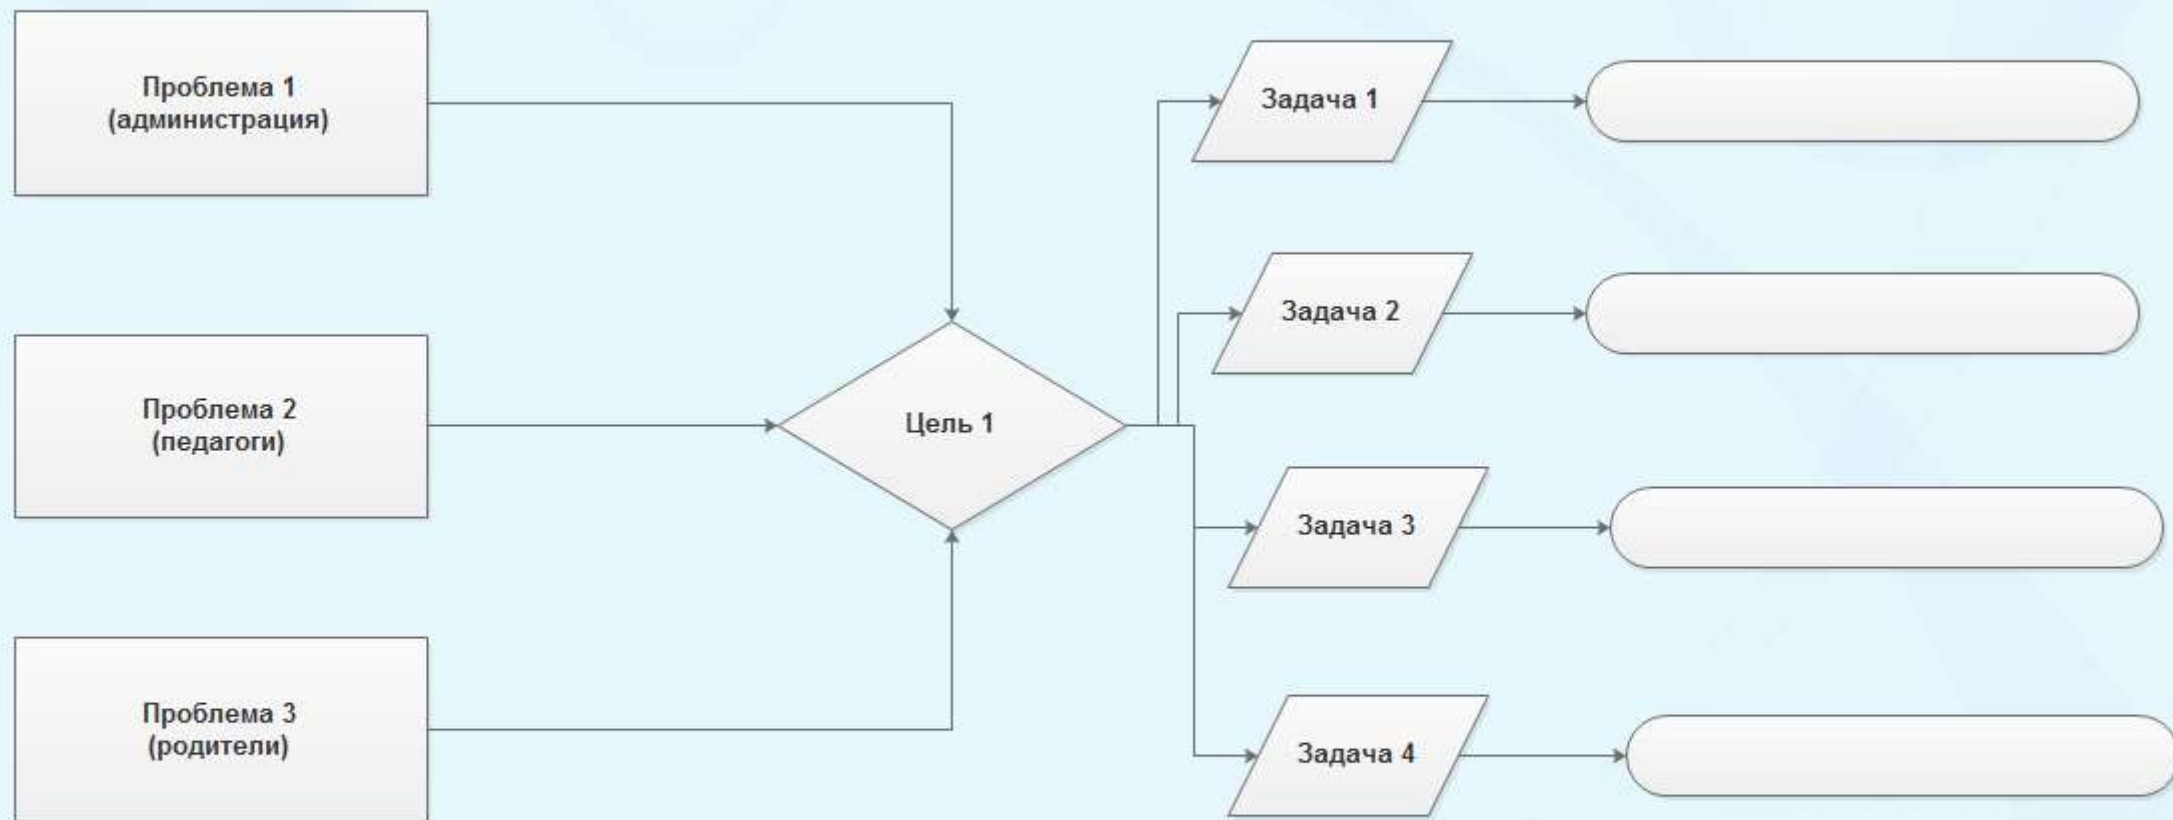 Проблема 1
(администрация)
Задача 1
Задача 2
Проблема 2
(педагоги)
Цель 1
Задача 3
Проблема 3
(родители)
Задача 4